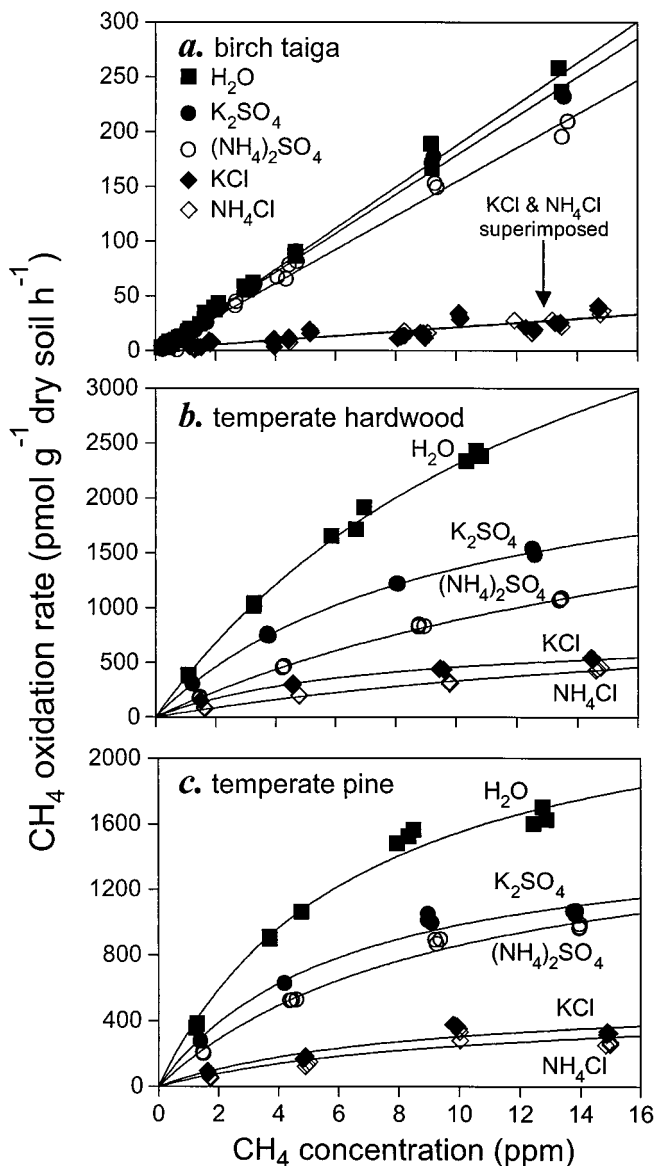 CH₄ oxidation rate (pmol g⁻¹ dry soil h⁻¹)
300
250
200
150
100
50
0
a. birch taiga
H₂O
K₂SO₄
(NH₄)₂SO₄
KCl
NH₄Cl
KCl & NH₄Cl
superimposed
3000
2500
2000
1500
1000
500
0
b. temperate hardwood
H₂O
K₂SO₄
(NH₄)₂SO₄
KCl
NH₄Cl
2000
1600
1200
800
400
0
c. temperate pine
H₂O
K₂SO₄
(NH₄)₂SO₄
KCl
NH₄Cl
0 2 4 6 8 10 12 14 16
CH₄ concentration (ppm)